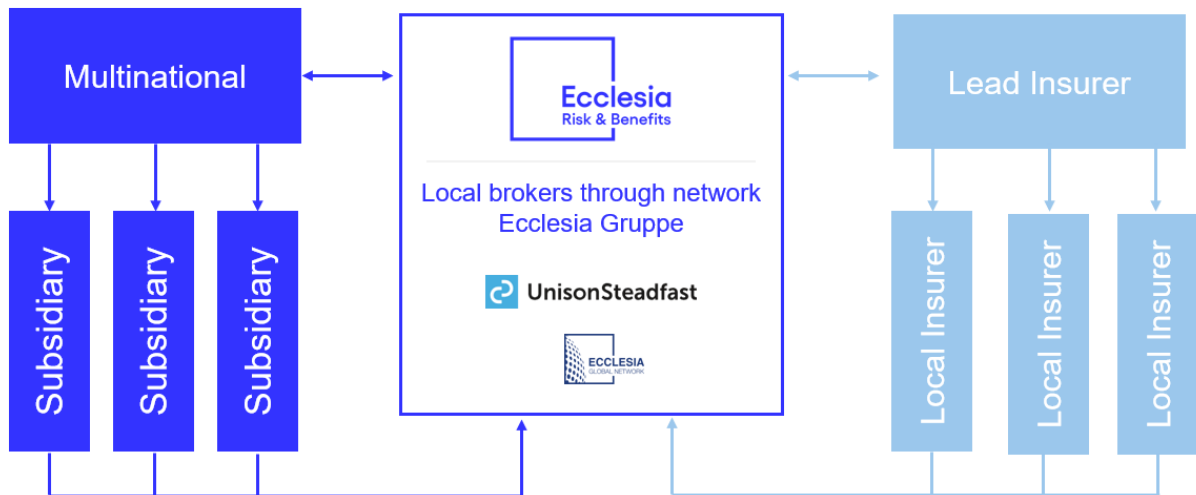 Multinational
Subsidiary
Subsidiary
Subsidiary
Ecclesia
Risk & Benefits
Local brokers through network
Ecclesia Gruppe
UnisonSteadfast
ECCLESIA
GLOBAL NETWORK
Lead Insurer
Local Insurer
Local Insurer
Local Insurer